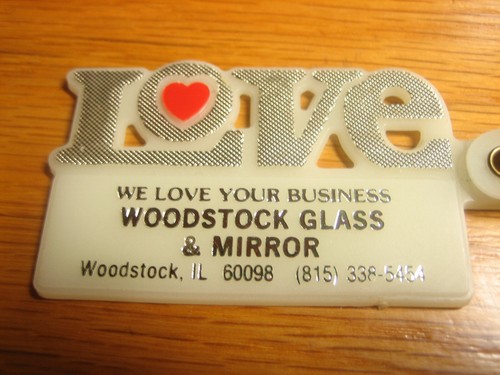 Love
WE LOVE YOUR BUSINESS
WOODSTOCK GLASS
& MIRROR
Woodstock, IL 60098 (815) 338-5454